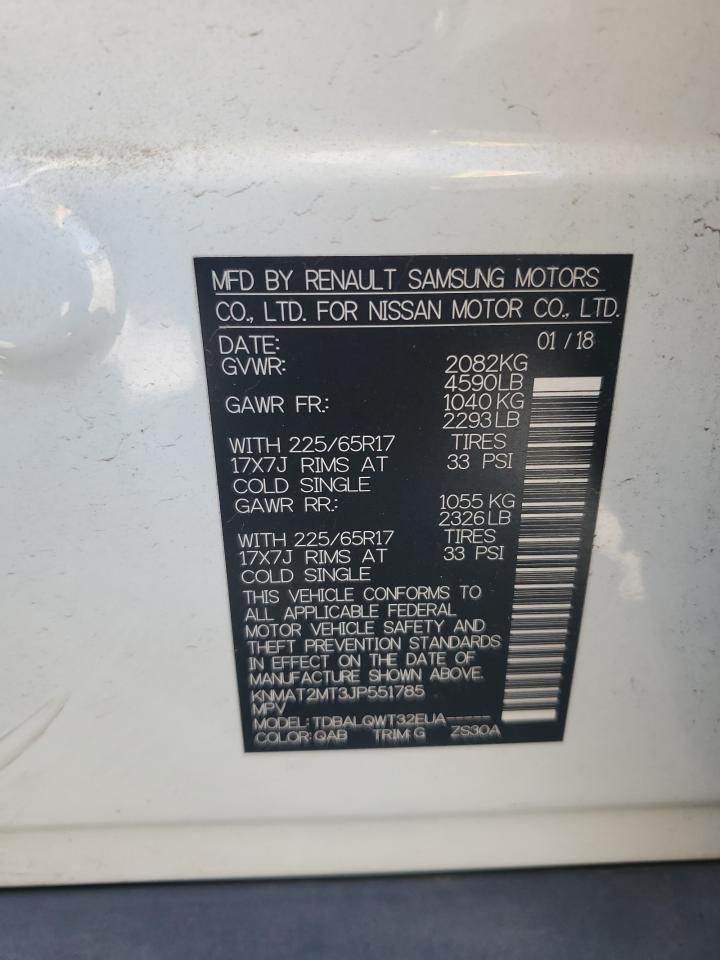 MFD BY RENAULT SAMSUNG MOTORS
CO., LTD. FOR NISSAN MOTOR CO., LTD.
DATE: 01 / 18
GVWR: 2082KG
4590LB
GAWR FR.: 1040 KG
2293LB
WITH 225/65R17 TIRES
17X7J RIMS AT 33 PSI
COLD SINGLE
GAWR RR.: 1055 KG
2326LB
WITH 225/65R17 TIRES
17X7J RIMS AT 33 PSI
COLD SINGLE
THIS VEHICLE CONFORMS TO
ALL APPLICABLE FEDERAL
MOTOR VEHICLE SAFETY AND
THEFT PREVENTION STANDARDS
IN EFFECT ON THE DATE OF
MANUFACTURE SHOWN ABOVE.
KNMAT2MT3JP551785
MPV
MODEL: TDBALQWT32EUA------
COLOR: QAB TRIM: G ZS30A